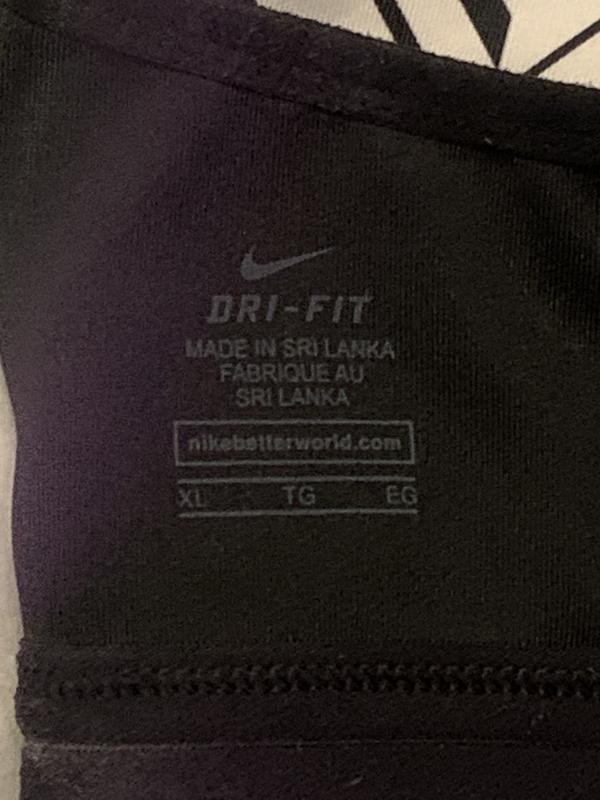 DRI-FIT
MADE IN SRI LANKA
FABRIQUE AU
SRI LANKA
nikebetterworld.com
XL TG EG